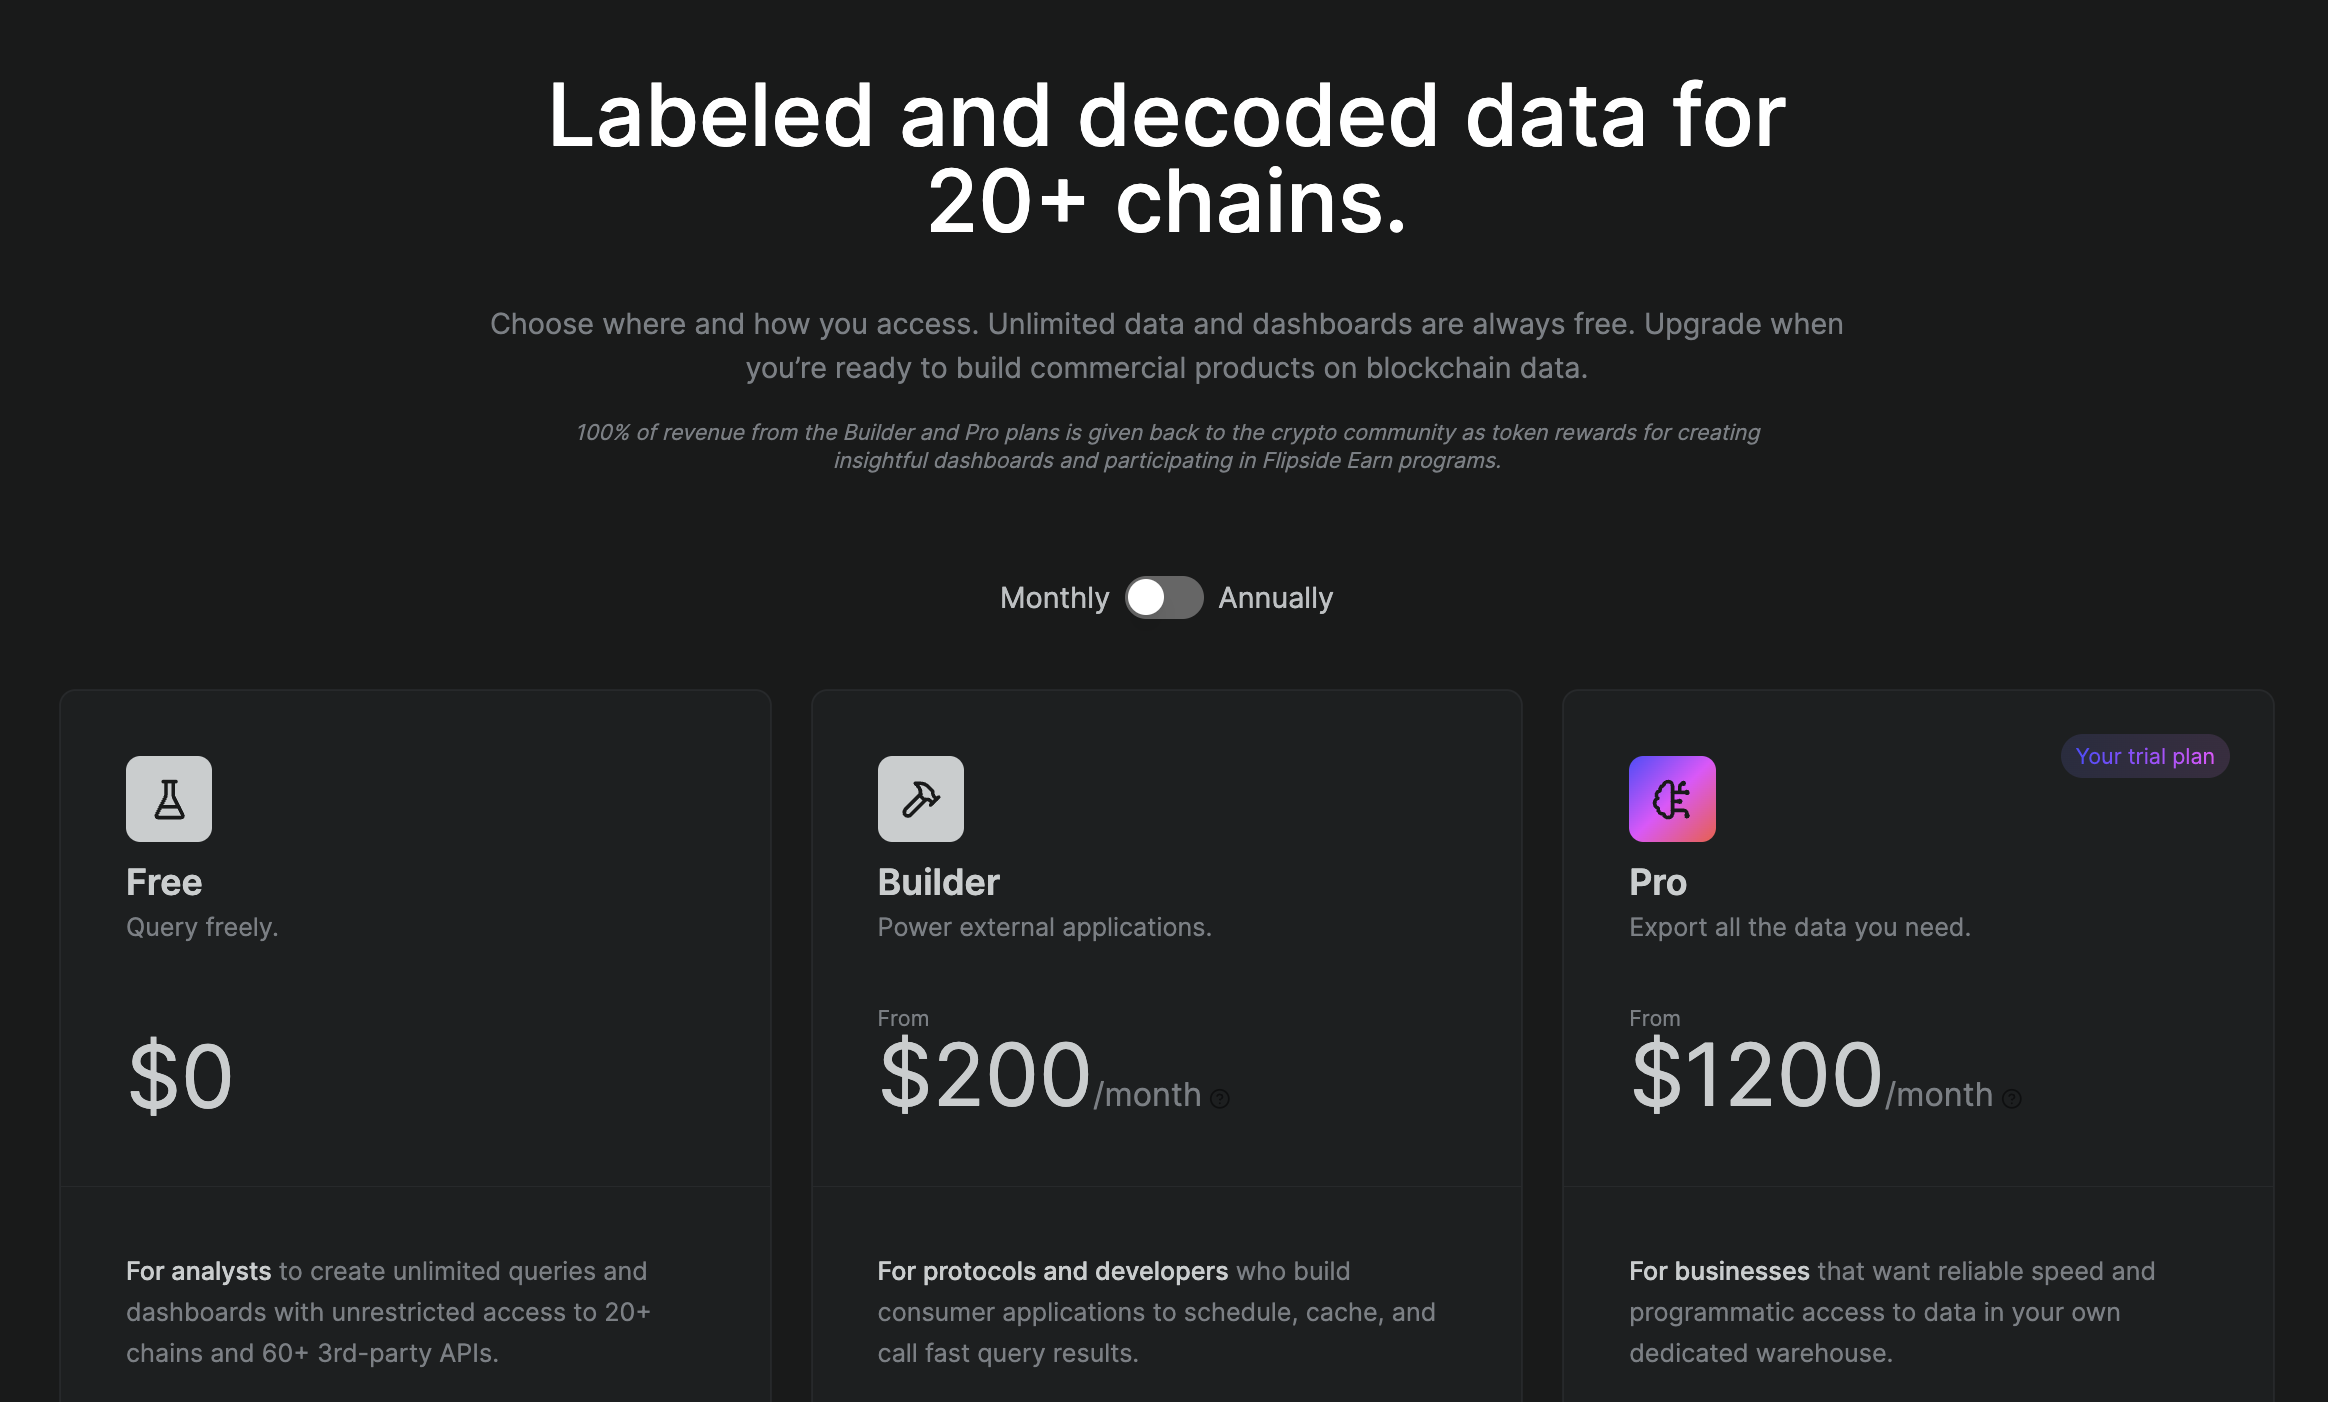 Labeled and decoded data for
20+ chains.
Choose where and how you access. Unlimited data and dashboards are always free. Upgrade when
you’re ready to build commercial products on blockchain data.
100% of revenue from the Builder and Pro plans is given back to the crypto community as token rewards for creating
insightful dashboards and participating in Flipside Earn programs.
Monthly Annually
Free
Query freely.
$0
For analysts to create unlimited queries and
dashboards with unrestricted access to 20+
chains and 60+ 3rd-party APIs.
Builder
Power external applications.
From
$200/month ?
For protocols and developers who build
consumer applications to schedule, cache, and
call fast query results.
Your trial plan
Pro
Export all the data you need.
From
$1200/month ?
For businesses that want reliable speed and
programmatic access to data in your own
dedicated warehouse.